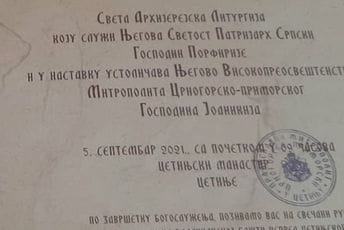 Света Архијерејска Литургија
коју служи Његова Светост Патријарх Српски
Господин Порфирије
и у наставку устоличава Његово Високопреосвештенство
Митрополита Црногорско-приморског
Господина Јоаникија
5. септембар 2021. са почетком у 09 часова
Цетињски манастир
Цетиње
по завршетку богослужења позивамо вас на свечани